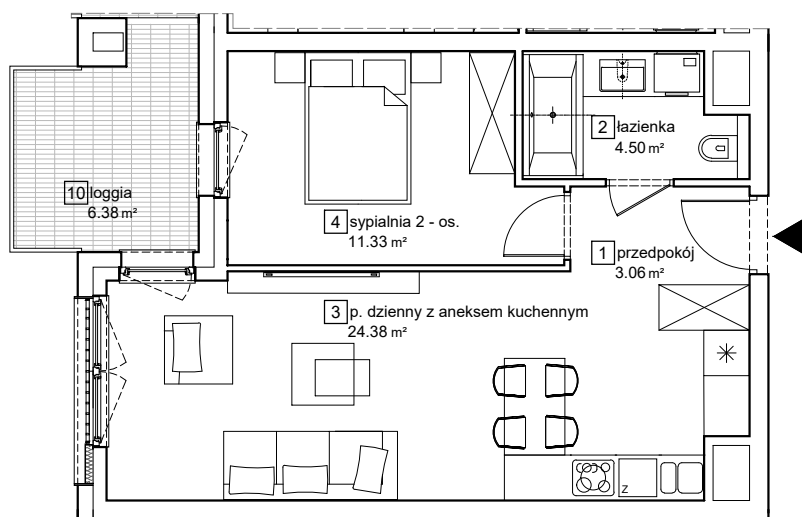 2 łazienka
4.50 m²
10 loggia
6.38 m²
4 sypialnia 2 - os.
11.33 m²
1 przedpokój
3.06 m²
3 p. dzienny z aneksem kuchennym
24.38 m²
z